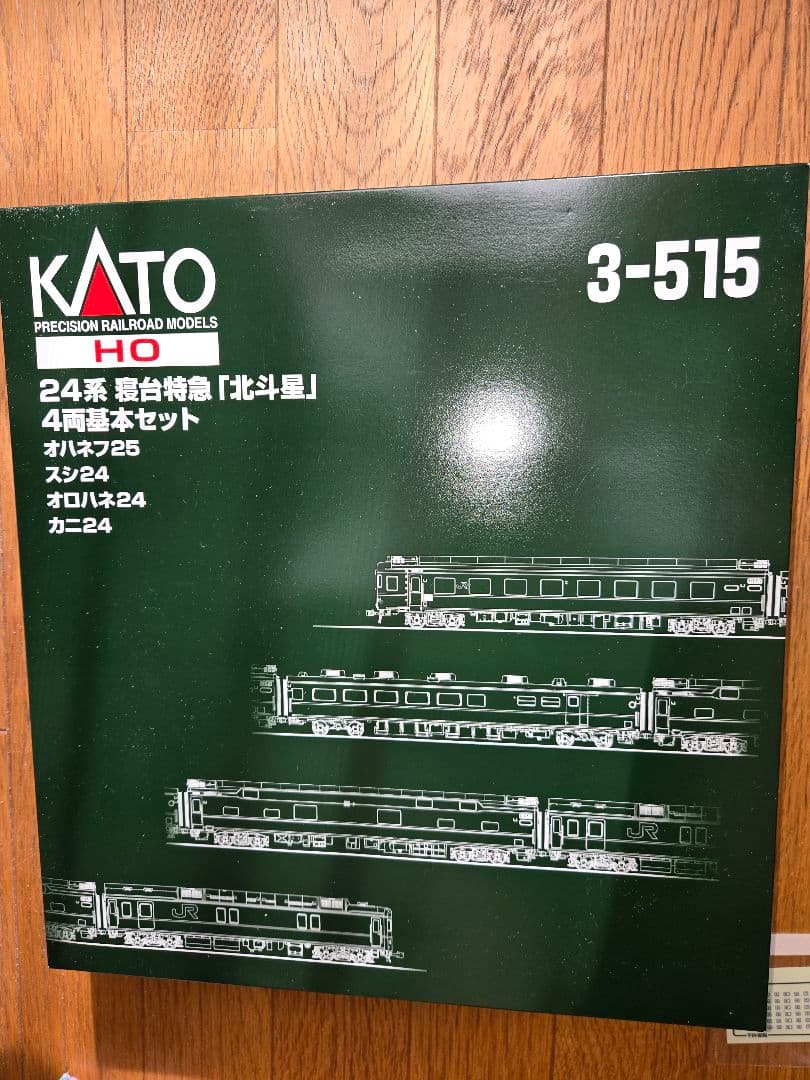 KATO
PRECISION RAILROAD MODELS
HO
3-515
24系 寝台特急「北斗星」
4両基本セット
オハネフ25
スシ24
オロハネ24
カニ24
JR
JR